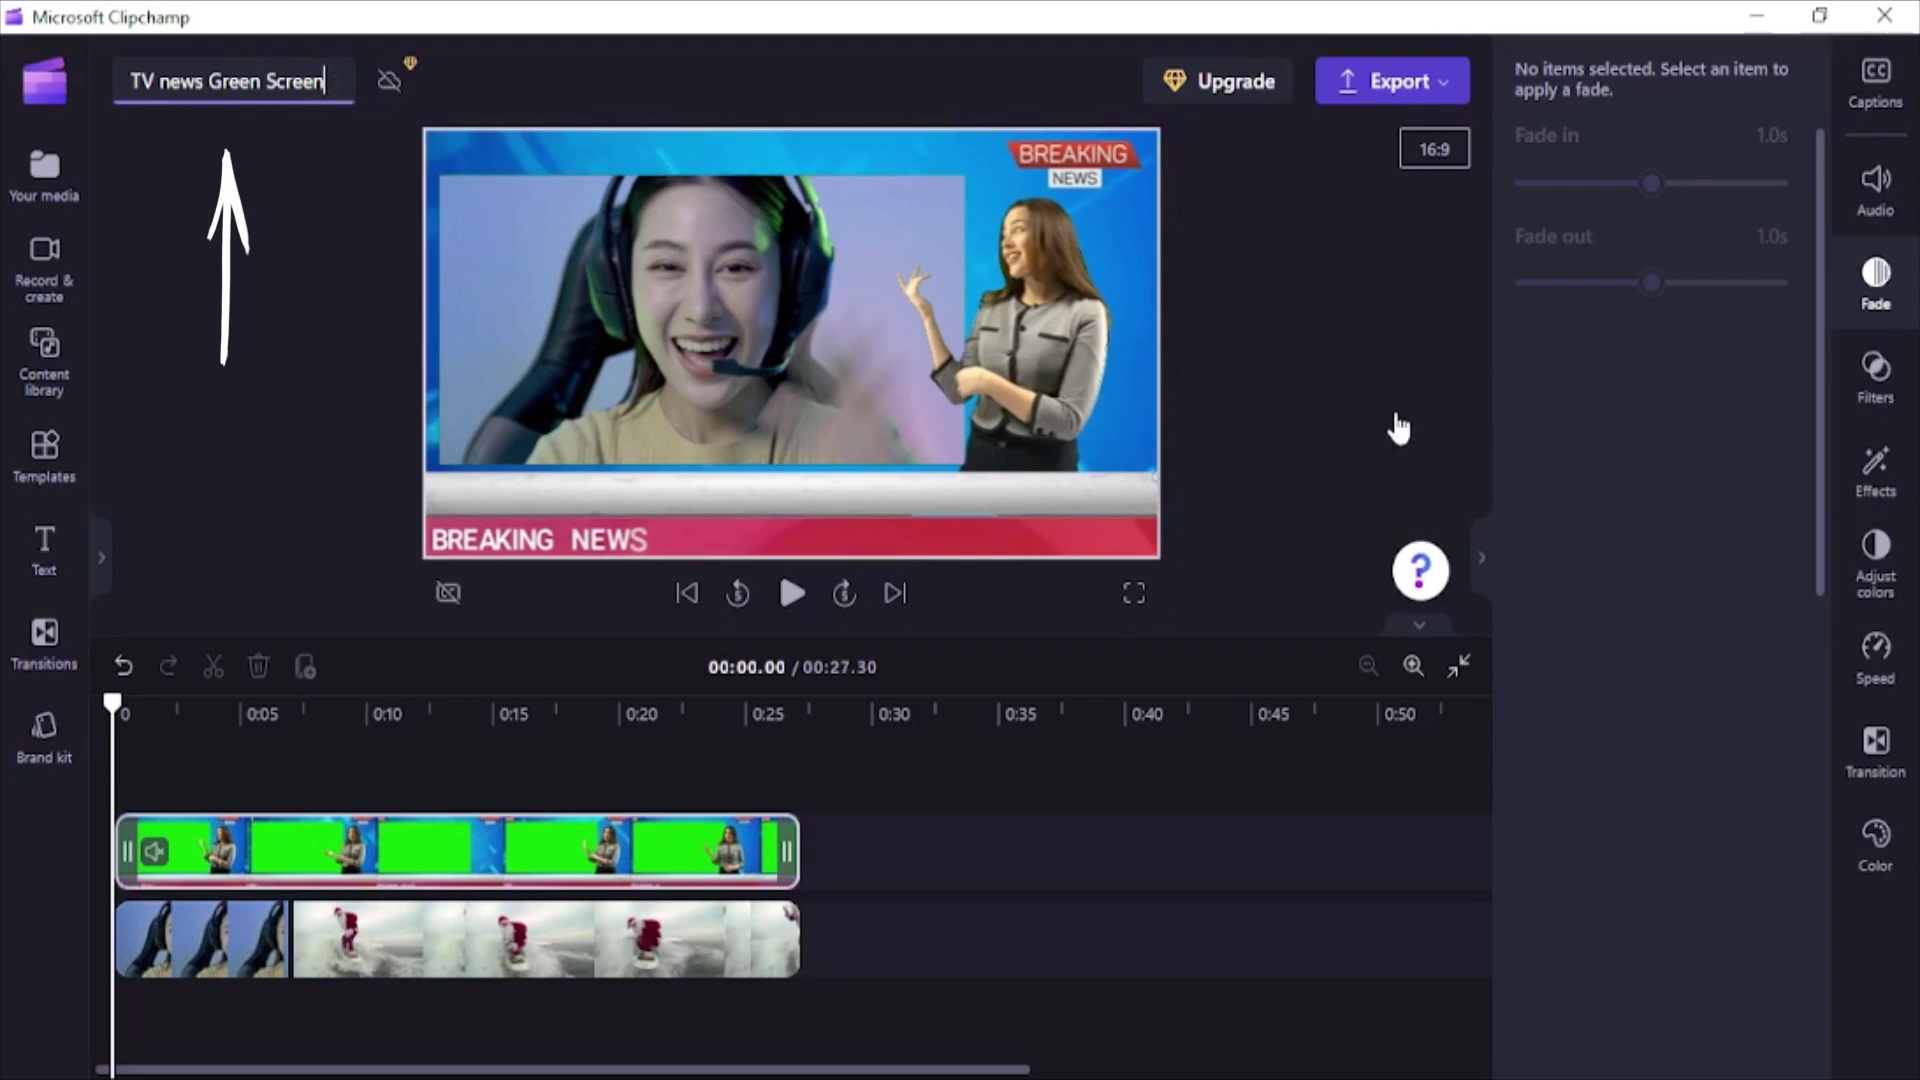 Microsoft Clipchamp
TV news Green Screen
Upgrade
Export
No items selected. Select an item to
apply a fade.
Fade in 1.0s
Fade out 1.0s
16:9
Your media
Record &
create
Content
library
Templates
Text
Transitions
Brand kit
BREAKING
NEWS
BREAKING NEWS
CC
Captions
Audio
Fade
Filters
Effects
Adjust
colors
Speed
Transition
Color
5
5
?
00:00.00 / 00:27.30
0 0:05 0:10 0:15 0:20 0:25 0:30 0:35 0:40 0:45 0:50